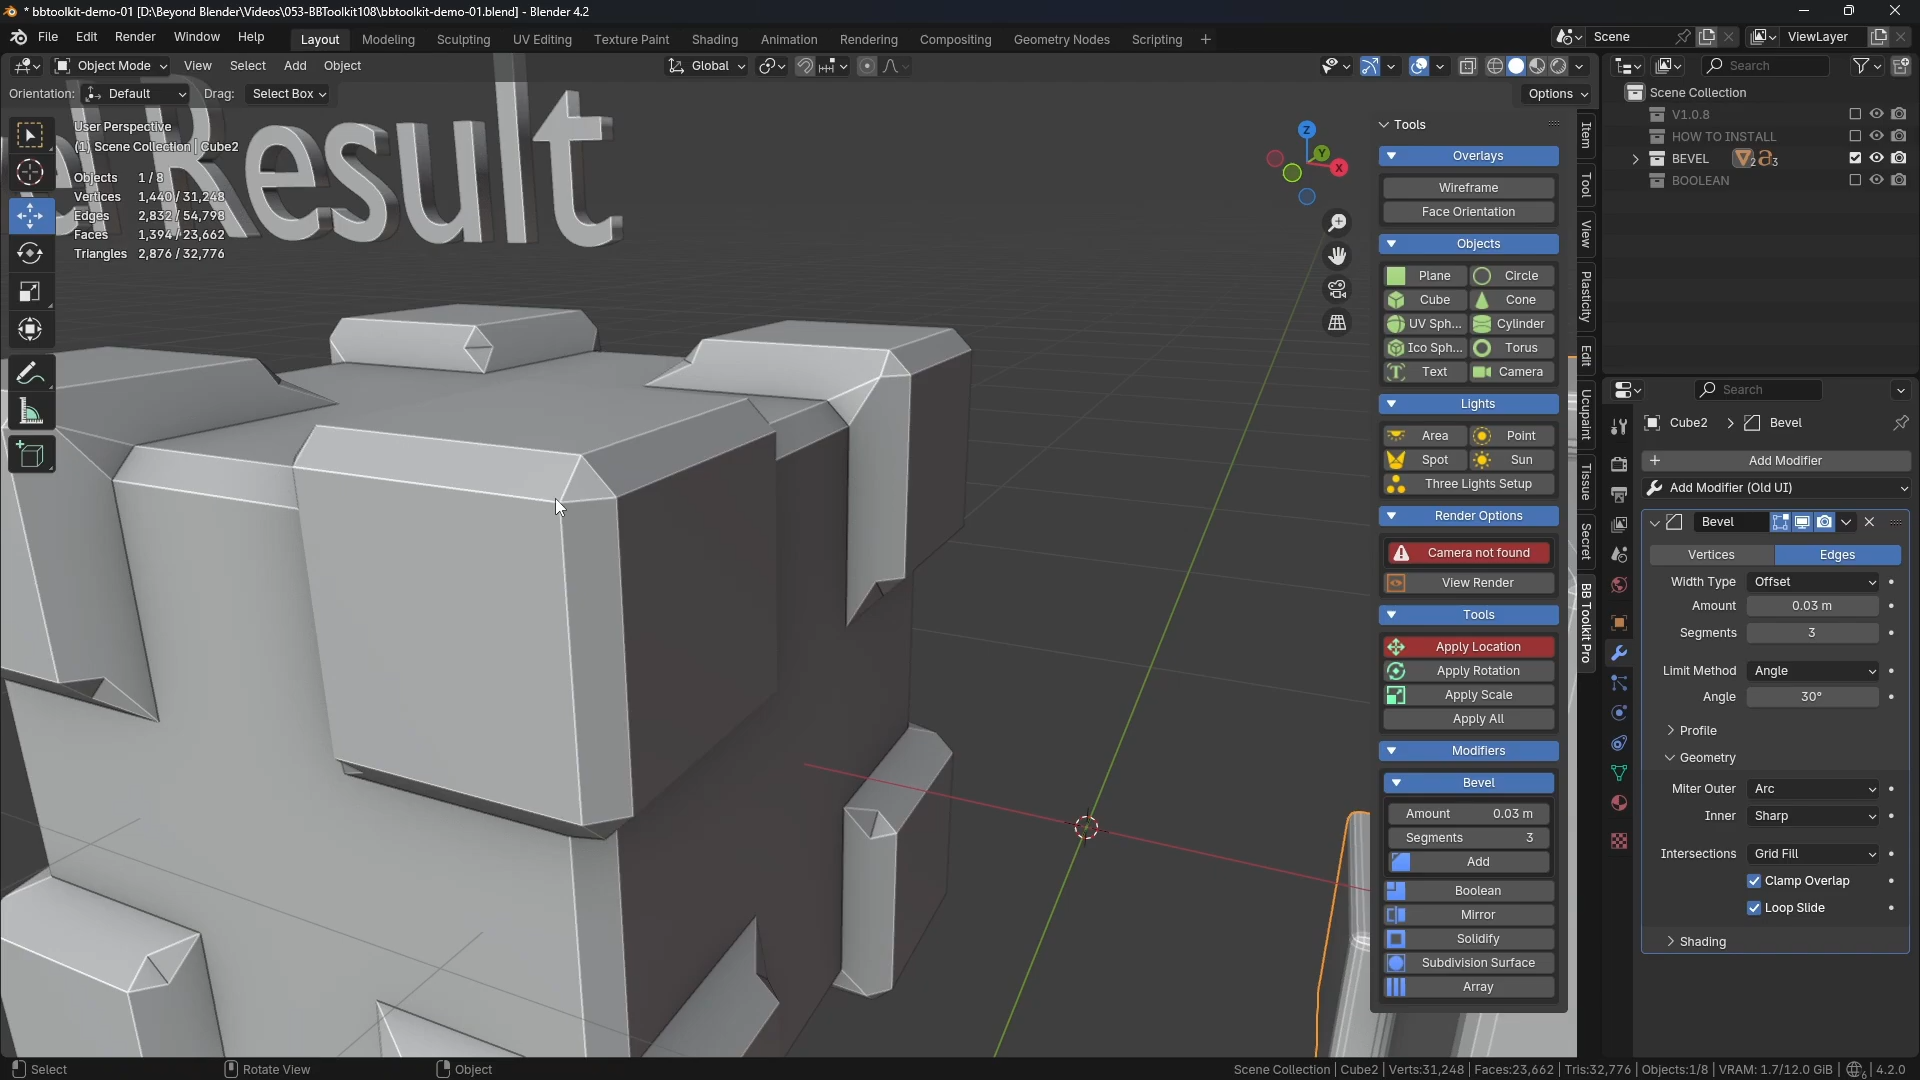 * bbtoolkit-demo-01 [D:\Beyond Blender\Videos\053-BBToolkit108\bbtoolkit-demo-01.blend] - Blender 4.2
File Edit Render Window Help Layout Modeling Sculpting UV Editing Texture Paint Shading Animation Rendering Compositing Geometry Nodes Scripting + Scene ViewLayer
Object Mode View Select Add Object Global
Orientation: Default Drag: Select Box Options
User Perspective
(1) Scene Collection | Cube2
Objects 1/8
Vertices 1,440/31,248
Edges 2,832/54,798
Faces 1,394/23,662
Triangles 2,876/32,776
el Result
Z
Y
X
Tools
Overlays
Wireframe
Face Orientation
Objects
Plane Circle
Cube Cone
UV Sph... Cylinder
Ico Sph... Torus
Text Camera
Lights
Area Point
Spot Sun
Three Lights Setup
Render Options
Camera not found
View Render
Tools
Apply Location
Apply Rotation
Apply Scale
Apply All
Modifiers
Bevel
Amount 0.03 m
Segments 3
Add
Boolean
Mirror
Solidify
Subdivision Surface
Array
Item
Tool
View
Plasticity
Edit
Ucupaint
Tissue
Secret
BB Toolkit Pro
Search
Scene Collection
V1.0.8
HOW TO INSTALL
BEVEL 2 3
BOOLEAN
Search
Cube2 > Bevel
+ Add Modifier
Add Modifier (Old UI)
Bevel
Vertices Edges
Width Type Offset
Amount 0.03 m
Segments 3
Limit Method Angle
Angle 30°
Profile
Geometry
Miter Outer Arc
Inner Sharp
Intersections Grid Fill
Clamp Overlap
Loop Slide
Shading
Select Rotate View Object Scene Collection | Cube2 | Verts:31,248 | Faces:23,662 | Tris:32,776 | Objects:1/8 | VRAM: 1.7/12.0 GiB | 6 | 4.2.0